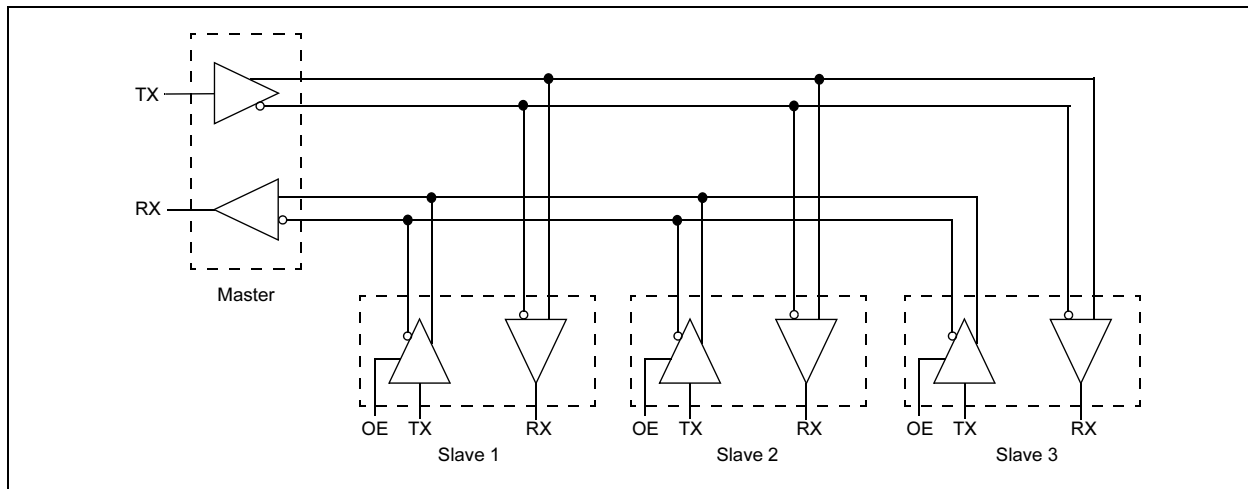 TX
RX
Master
OE TX RX OE TX RX OE TX RX
Slave 1 Slave 2 Slave 3